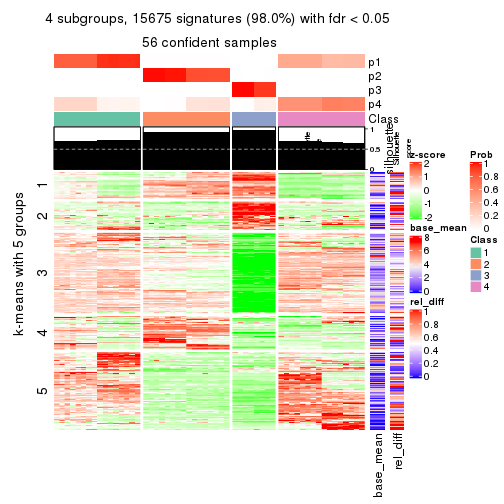 4 subgroups, 15675 signatures (98.0%) with fdr < 0.05
56 confident samples
p1
p2
p3
p4
Class
1
0.5
0
Silhouette
score
k-means with 5 groups
1
2
3
4
5
base_mean
rel_diff
z-score
2
1
0
-1
-2
base_mean
8
6
4
2
0
rel_diff
1
0.8
0.6
0.4
0.2
0
Prob
1
0.8
0.6
0.4
0.2
0
Class
1
2
3
4